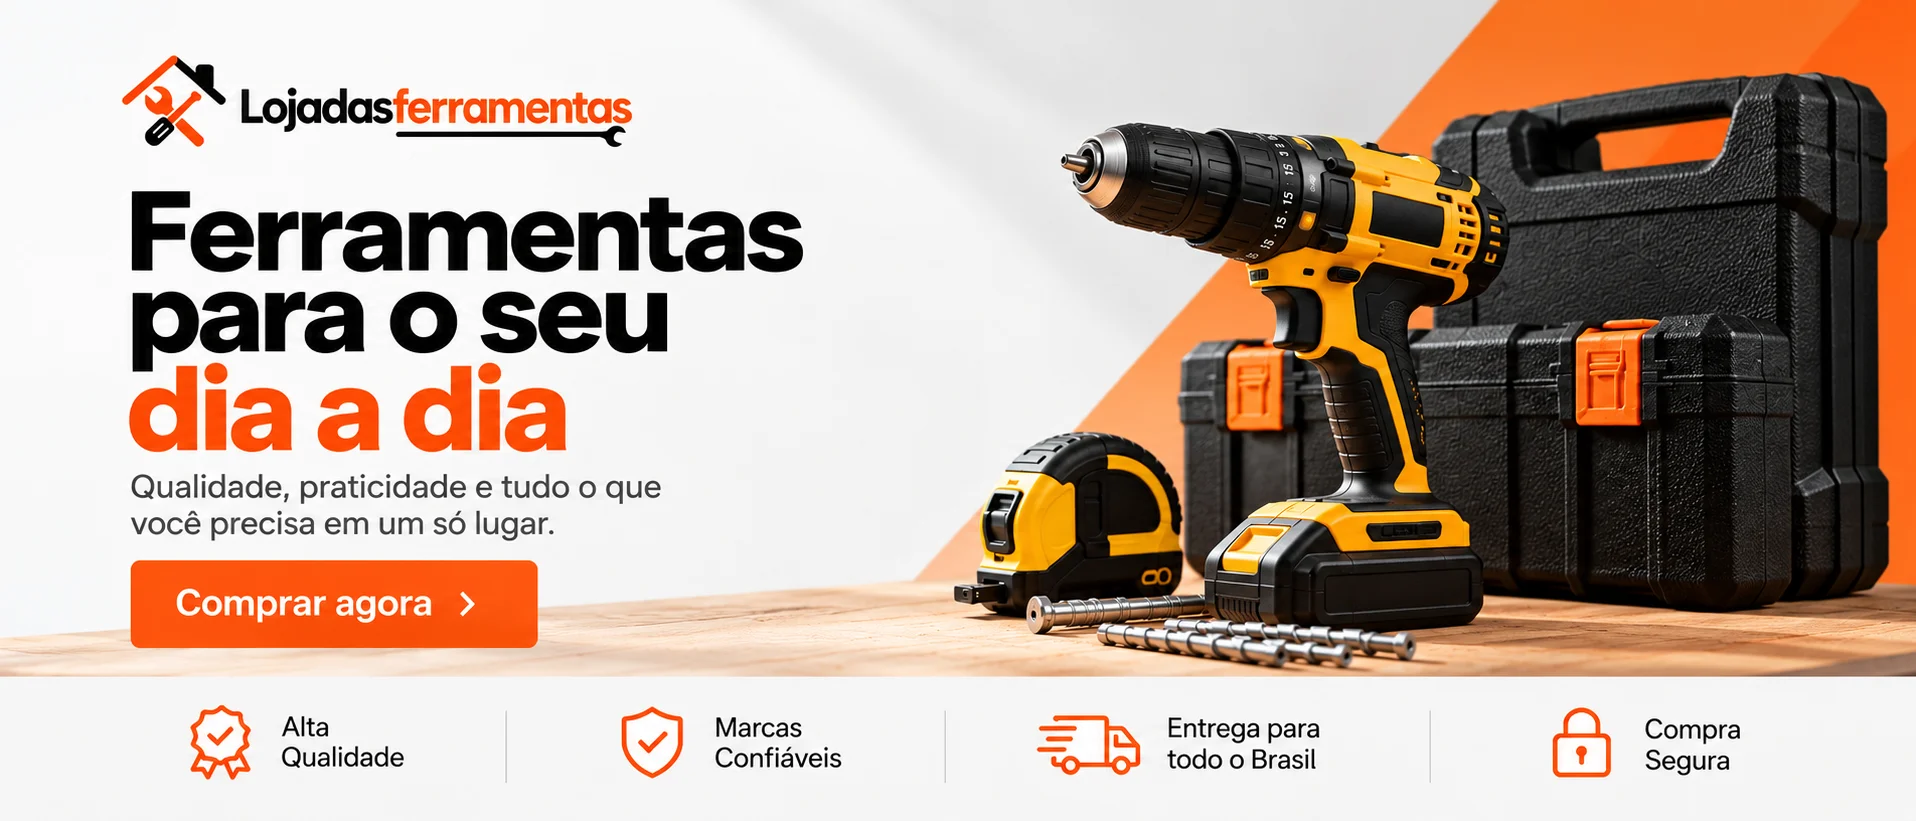 Lojadasferramentas
Ferramentas
para o seu
dia a dia
Qualidade, praticidade e tudo o que
você precisa em um só lugar.
Comprar agora
Alta
Qualidade
Marcas
Confiáveis
Entrega para
todo o Brasil
Compra
Segura